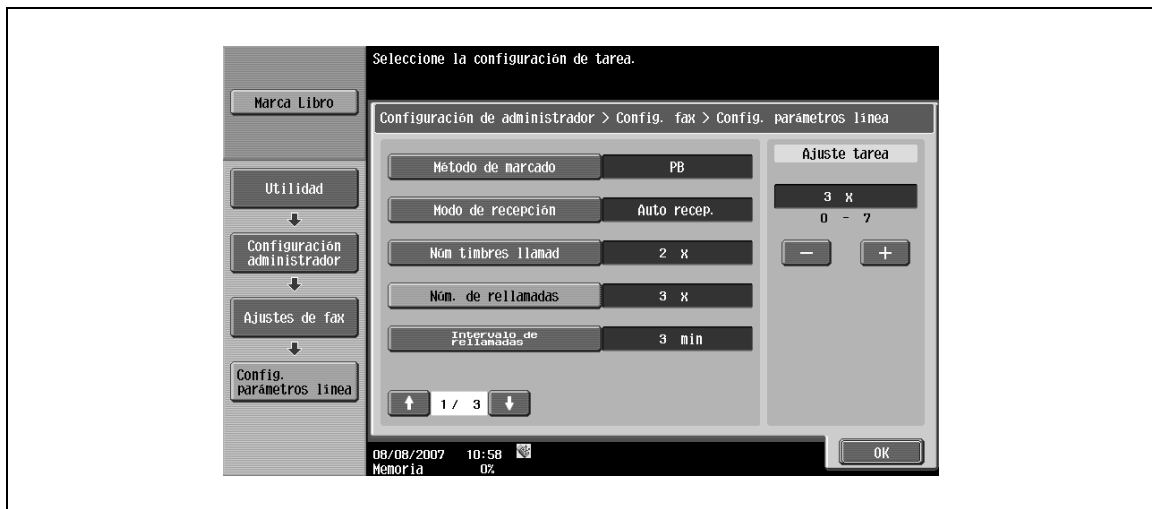 Seleccione la configuración de tarea.
Marca Libro
Configuración de administrador > Config. fax > Config. parámetros línea
Utilidad
Configuración
administrador
Ajustes de fax
Config.
parámetros línea
Método de marcado
PB
Modo de recepción
Auto recep.
Núm timbres llamad
2 X
Núm. de rellamadas
3 X
Intervalo de
rellamadas
3 min
1/ 3
Ajuste tarea
3 X
0 - 7
− +
OK
08/08/2007 10:58
Memoria 0%